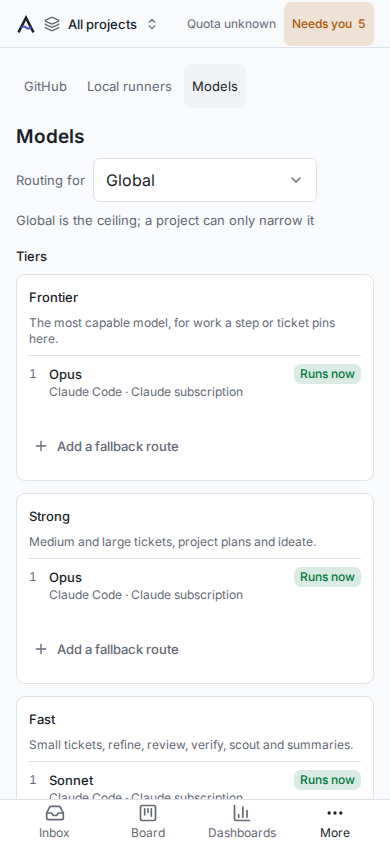 All projects
Quota unknown
Needs you 5
GitHub
Local runners
Models
Models
Routing for
Global
Global is the ceiling; a project can only narrow it
Tiers
Frontier
The most capable model, for work a step or ticket pins
here.
1 Opus
Runs now
Claude Code · Claude subscription
+ Add a fallback route
Strong
Medium and large tickets, project plans and ideate.
1 Opus
Runs now
Claude Code · Claude subscription
+ Add a fallback route
Fast
Small tickets, refine, review, verify, scout and summaries.
1 Sonnet
Runs now
Claude Code · Claude subscription
Inbox
Board
Dashboards
More